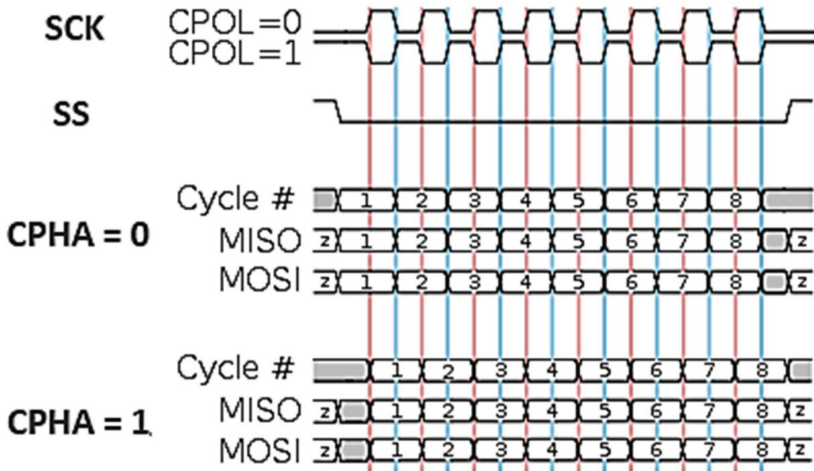 SCK CPOL=0
CPOL=1
SS
Cycle # 1 2 3 4 5 6 7 8
CPHA = 0
MISO z 1 2 3 4 5 6 7 8 z
MOSI z 1 2 3 4 5 6 7 8 z
Cycle # 1 2 3 4 5 6 7 8
CPHA = 1
MISO z 1 2 3 4 5 6 7 8 z
MOSI z 1 2 3 4 5 6 7 8 z